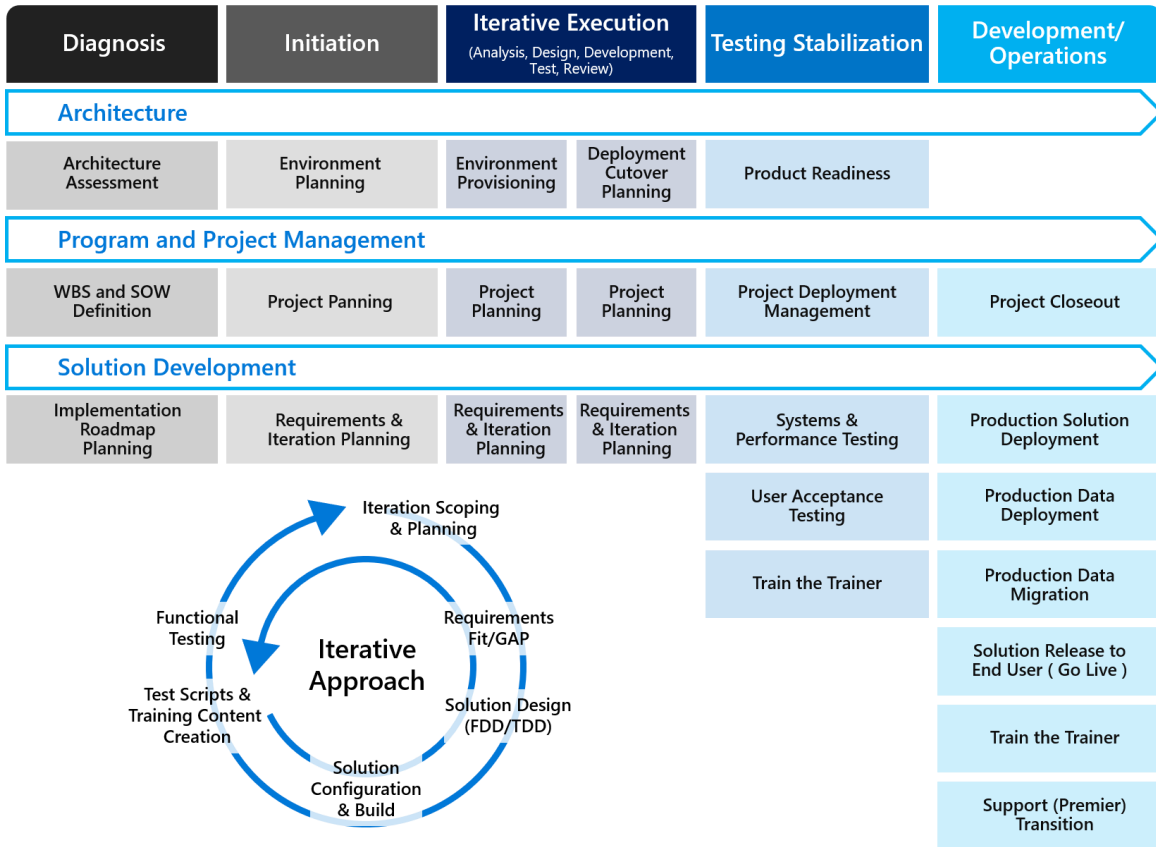 Diagnosis
Initiation
Iterative Execution
(Analysis, Design, Development,
Test, Review)
Testing Stabilization
Development/
Operations
Architecture
Architecture
Assessment
Environment
Planning
Environment
Provisioning
Deployment
Cutover
Planning
Product Readiness
Program and Project Management
WBS and SOW
Definition
Project Panning
Project
Planning
Project
Planning
Project Deployment
Management
Project Closeout
Solution Development
Implementation
Roadmap
Planning
Requirements &
Iteration Planning
Requirements
& Iteration
Planning
Requirements
& Iteration
Planning
Systems &
Performance Testing
Production Solution
Deployment
User Acceptance
Testing
Production Data
Deployment
Train the Trainer
Production Data
Migration
Solution Release to
End User ( Go Live )
Train the Trainer
Support (Premier)
Transition
Iteration Scoping
& Planning
Requirements
Fit/GAP
Solution Design
(FDD/TDD)
Solution
Configuration
& Build
Test Scripts &
Training Content
Creation
Functional
Testing
Iterative
Approach